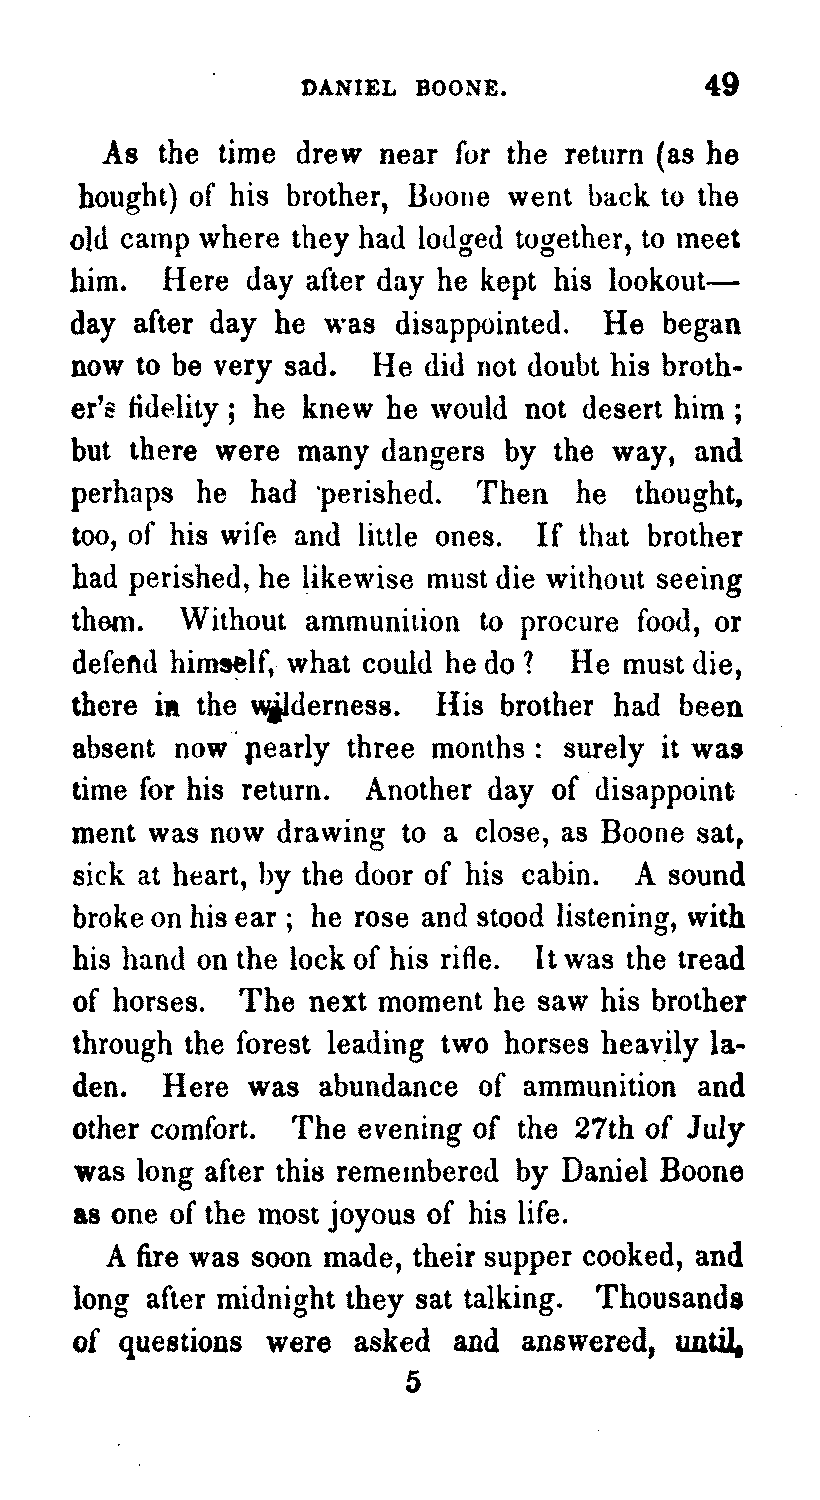 DANIEL BOONE. 49
As the time drew near for the return (as he
hought) of his brother, Boone went back to the
old camp where they had lodged together, to meet
him. Here day after day he kept his lookout—
day after day he was disappointed. He began
now to be very sad. He did not doubt his broth-
er's fidelity ; he knew he would not desert him ;
but there were many dangers by the way, and
perhaps he had perished. Then he thought,
too, of his wife and little ones. If that brother
had perished, he likewise must die without seeing
them. Without ammunition to procure food, or
defend himself, what could he do ? He must die,
there in the wilderness. His brother had been
absent now nearly three months : surely it was
time for his return. Another day of disappoint
ment was now drawing to a close, as Boone sat,
sick at heart, by the door of his cabin. A sound
broke on his ear ; he rose and stood listening, with
his hand on the lock of his rifle. It was the tread
of horses. The next moment he saw his brother
through the forest leading two horses heavily la-
den. Here was abundance of ammunition and
other comfort. The evening of the 27th of July
was long after this remembered by Daniel Boone
as one of the most joyous of his life.
A fire was soon made, their supper cooked, and
long after midnight they sat talking. Thousands
of questions were asked and answered, until,
5